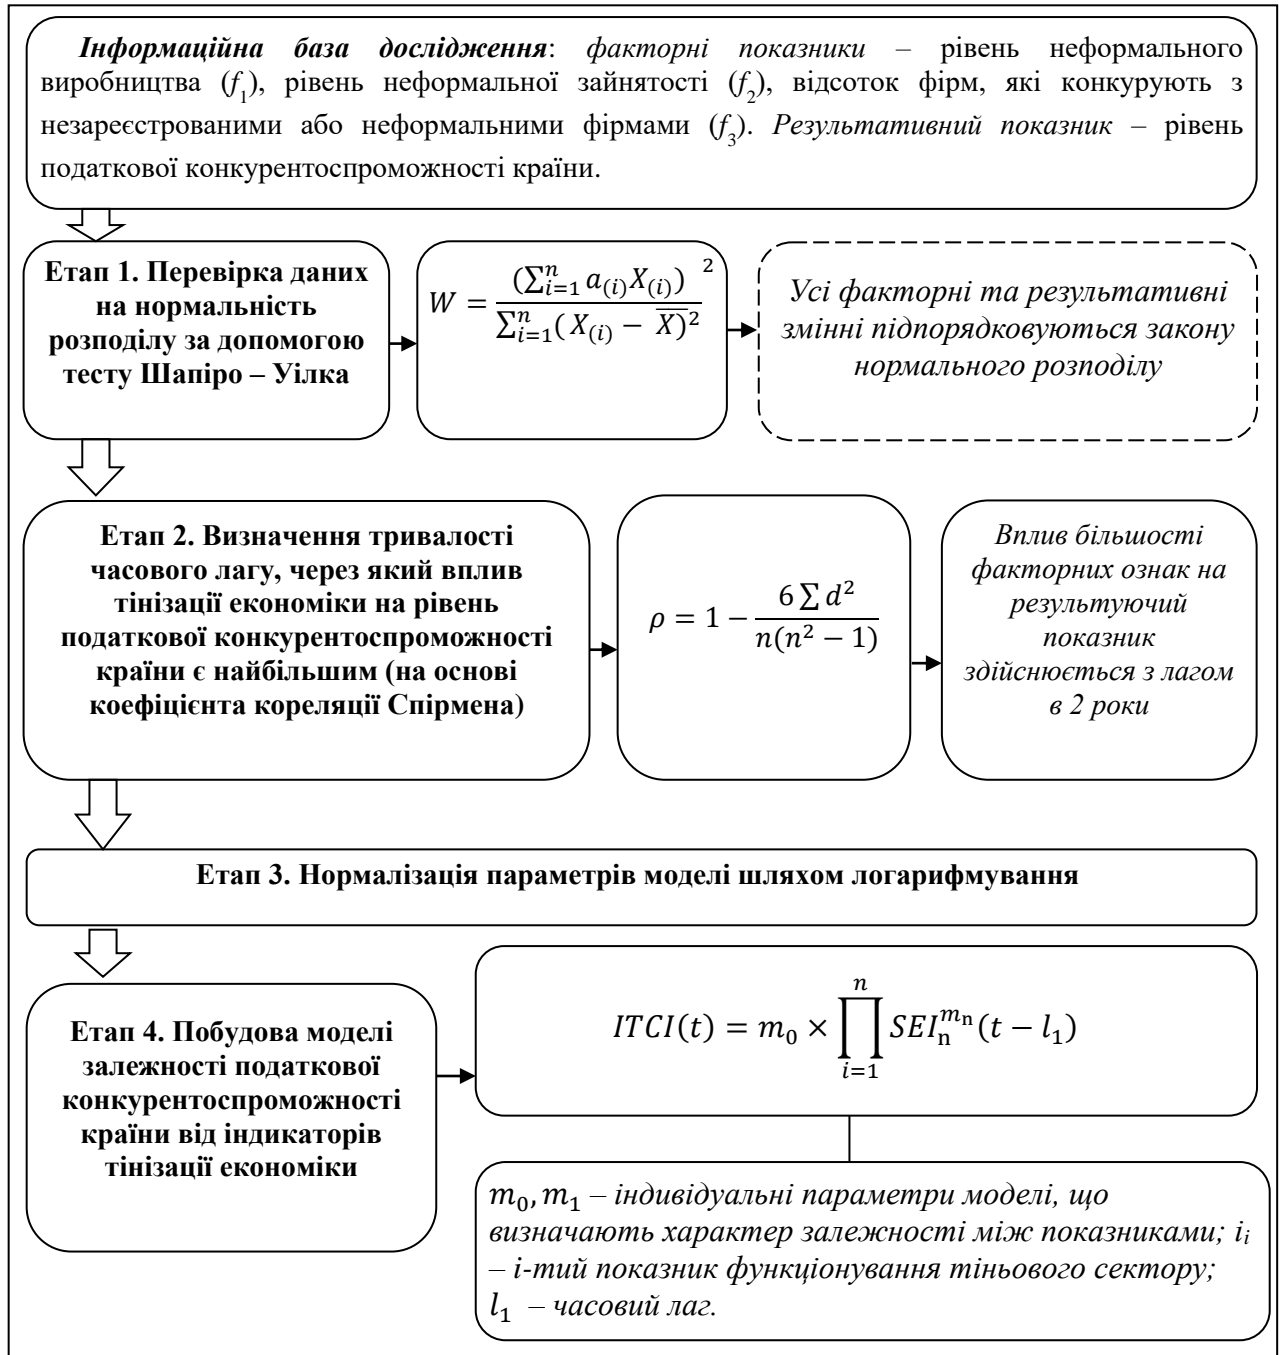 Інформаційна база дослідження: факторні показники – рівень неформального
виробництва (f₁), рівень неформальної зайнятості (f₂), відсоток фірм, які конкурують з
незареєстрованими або неформальними фірмами (f₃). Результативний показник – рівень
податкової конкурентоспроможності країни.
Етап 1. Перевірка даних
на нормальність
розподілу за допомогою
тесту Шапіро – Уілка
W = (∑ⁿᵢ₌₁ a₍ᵢ₎X₍ᵢ₎)² / ∑ⁿᵢ₌₁(X₍ᵢ₎ − X̅)²
Усі факторні та результативні
змінні підпорядковуються закону
нормального розподілу
Етап 2. Визначення тривалості
часового лагу, через який вплив
тінізації економіки на рівень
податкової конкурентоспроможності
країни є найбільшим (на основі
коефіцієнта кореляції Спірмена)
ρ = 1 − 6 ∑ d² / n(n² − 1)
Вплив більшості
факторних ознак на
результуючий
показник
здійснюється з лагом
в 2 роки
Етап 3. Нормалізація параметрів моделі шляхом логарифмування
Етап 4. Побудова моделі
залежності податкової
конкурентоспроможності
країни від індикаторів
тінізації економіки
ITCI(t) = m₀ × ∏ⁿᵢ₌₁ SEIₙ^mₙ(t − l₁)
m₀, m₁ – індивідуальні параметри моделі, що
визначають характер залежності між показниками; iᵢ
– і-тий показник функціонування тіньового сектору;
l₁ – часовий лаг.